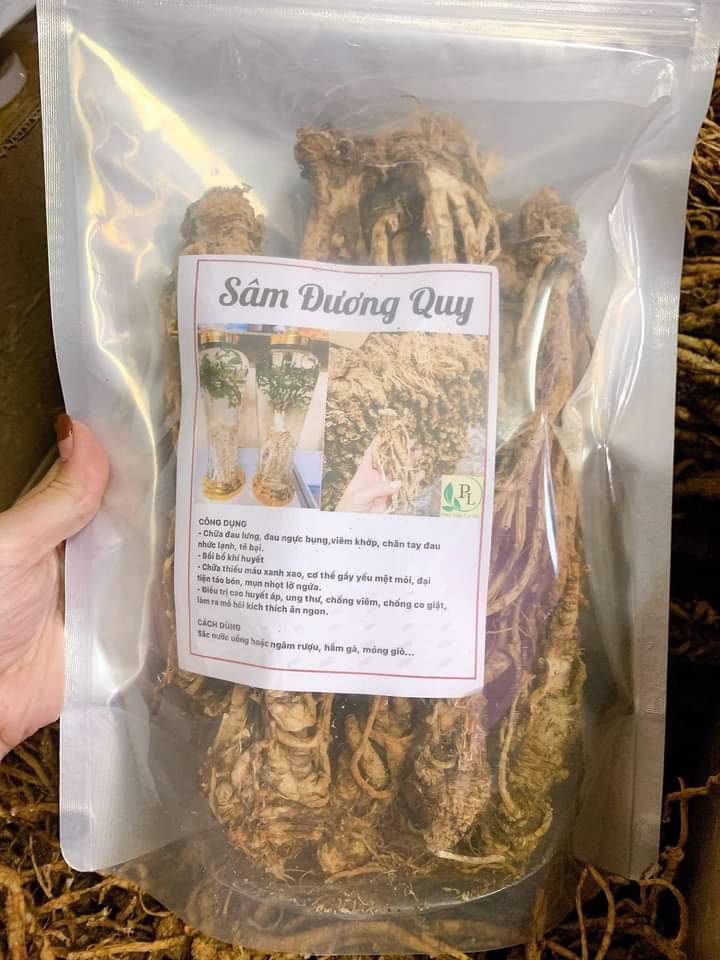 Sâm Đương Quy
PL
CÔNG DỤNG
- Chữa đau lưng, đau ngực bụng,viêm khớp, chân tay đau
nhức lạnh, tê bại.
- Bồi bổ khí huyết
- Chữa thiếu máu xanh xao, cơ thể gầy yếu mệt mỏi, đại
tiện táo bón, mụn nhọt lở ngứa.
- Điều trị cao huyết áp, ung thư, chống viêm, chống co giật,
làm ra mồ hôi kích thích ăn ngon.
CÁCH DÙNG
Sắc nước uống hoặc ngâm rượu, hầm gà, móng giò...